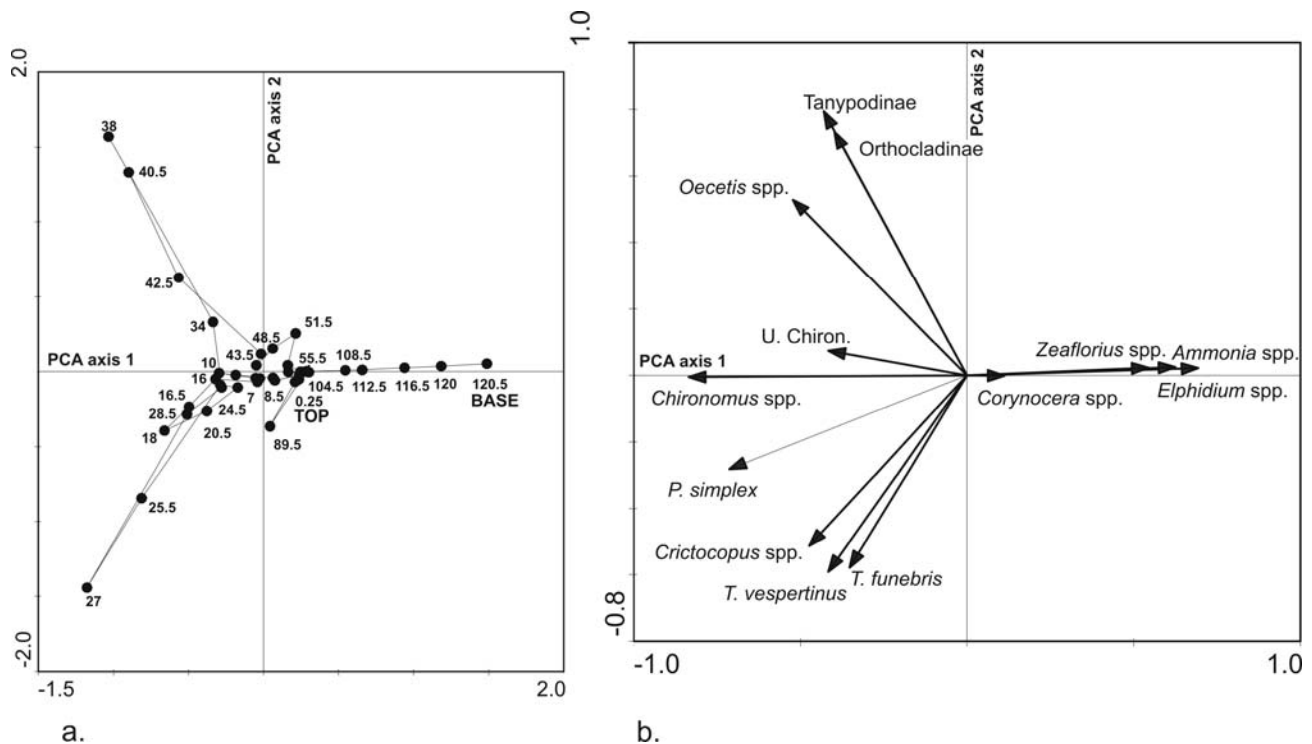 2.0
PCA axis 2
38
40.5
42.5
34
48.5
51.5
43.5
PCA axis 1
10
55.5
108.5
16
104.5
112.5
116.5
120
120.5
BASE
16.5
7
8.5
0.25
TOP
28.5
24.5
18
20.5
89.5
25.5
27
-2.0
-1.5
2.0
a.
1.0
PCA axis 2
Tanypodinae
Orthocladinae
Oecetis spp.
U. Chiron.
PCA axis 1
Zeaflorius spp.
Ammonia spp.
Chironomus spp.
Corynocera spp.
Elphidium spp.
P. simplex
Crictocopus spp.
T. vespertinus
T. funebris
-0.8
-1.0
1.0
b.